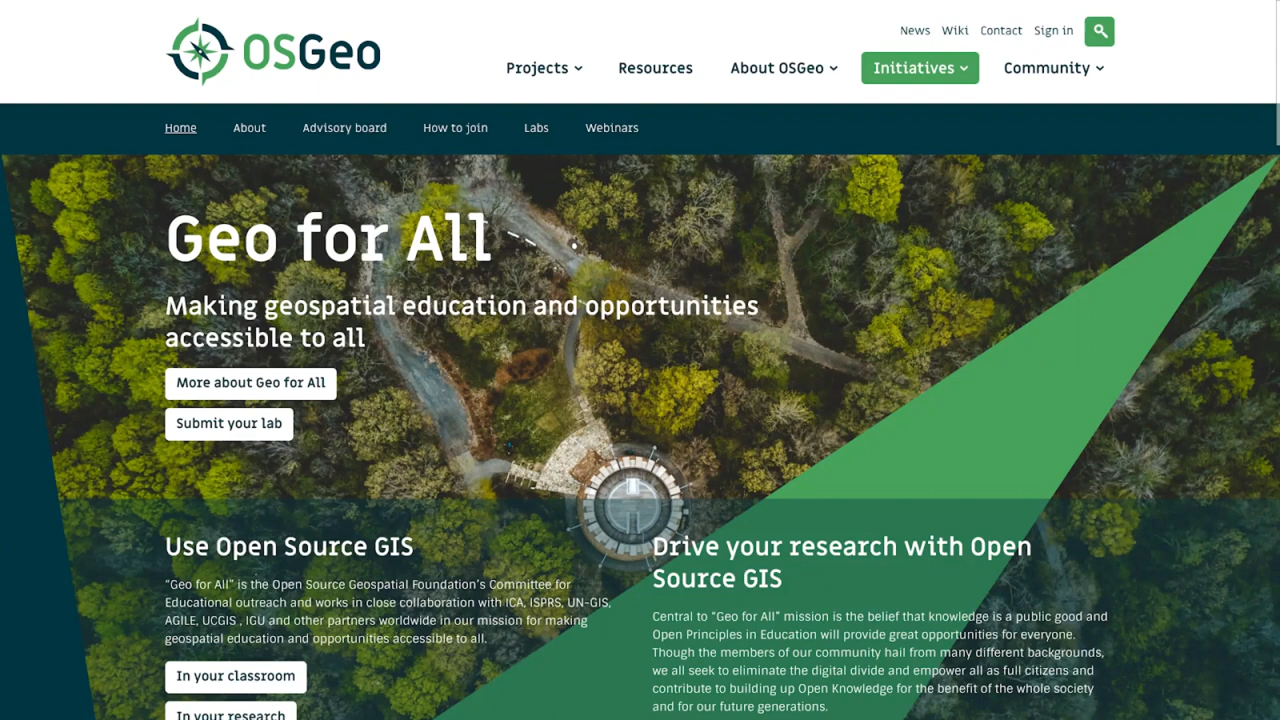 OSGeo
News Wiki Contact Sign in
Projects Resources About OSGeo Initiatives Community
Home About Advisory board How to join Labs Webinars
Geo for All
Making geospatial education and opportunities
accessible to all
More about Geo for All
Submit your lab
Use Open Source GIS
“Geo for All” is the Open Source Geospatial Foundation’s Committee for
Educational outreach and works in close collaboration with ICA, ISPRS, UN-GIS,
AGILE, UCGIS , IGU and other partners worldwide in our mission for making
geospatial education and opportunities accessible to all.
In your classroom
In your research
Drive your research with Open
Source GIS
Central to “Geo for All” mission is the belief that knowledge is a public good and
Open Principles in Education will provide great opportunities for everyone.
Though the members of our community hail from many different backgrounds,
we all seek to eliminate the digital divide and empower all as full citizens and
contribute to building up Open Knowledge for the benefit of the whole society
and for our future generations.